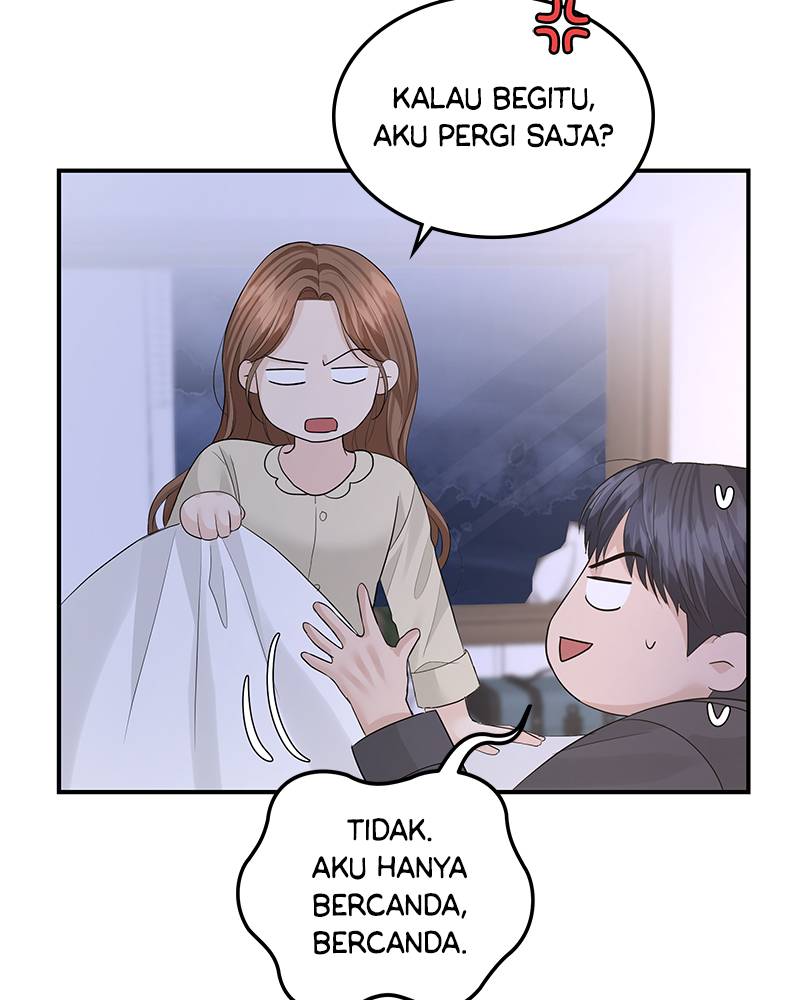 KALAU BEGITU,
AKU PERGI SAJA?
TIDAK.
AKU HANYA
BERCANDA,
BERCANDA.